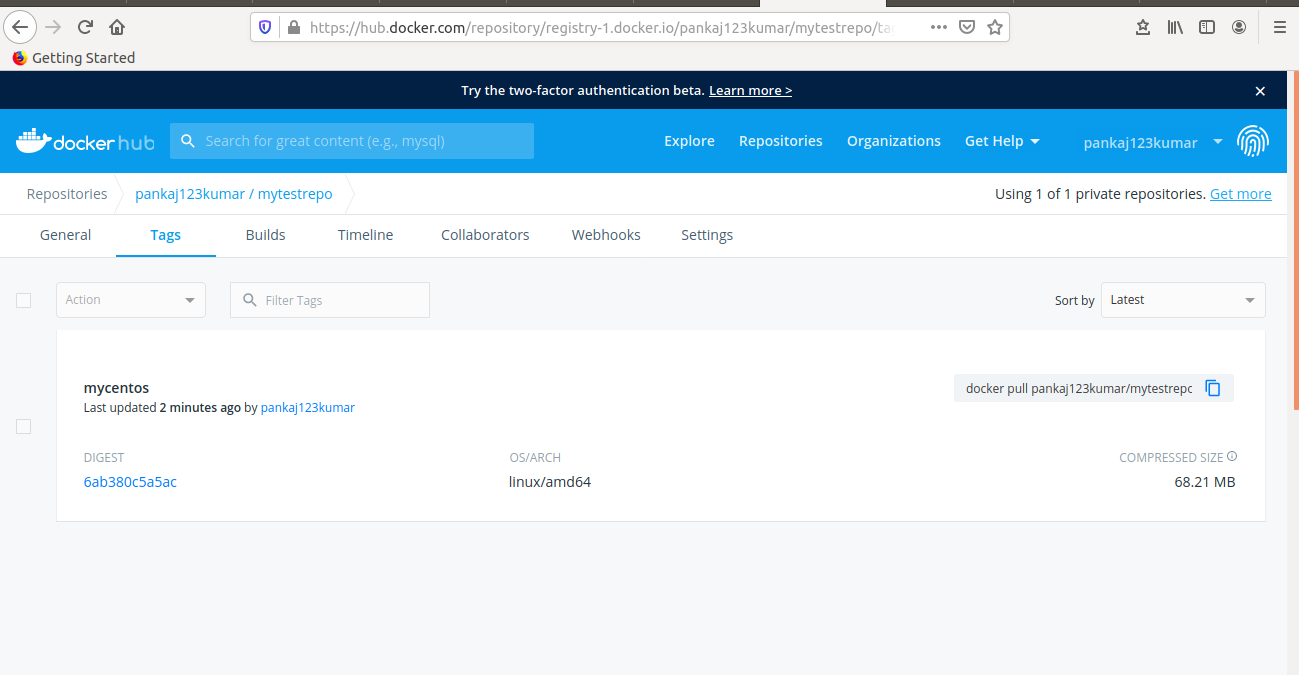 https://hub.docker.com/repository/registry-1.docker.io/pankaj123kumar/mytestrepo/ta
Getting Started
Try the two-factor authentication beta. Learn more >
docker hub
Search for great content (e.g., mysql)
Explore
Repositories
Organizations
Get Help
pankaj123kumar
Repositories
pankaj123kumar / mytestrepo
Using 1 of 1 private repositories. Get more
General
Tags
Builds
Timeline
Collaborators
Webhooks
Settings
Action
Filter Tags
Sort by
Latest
mycentos
docker pull pankaj123kumar/mytestrepo
Last updated 2 minutes ago by pankaj123kumar
DIGEST
OS/ARCH
COMPRESSED SIZE
6ab380c5a5ac
linux/amd64
68.21 MB